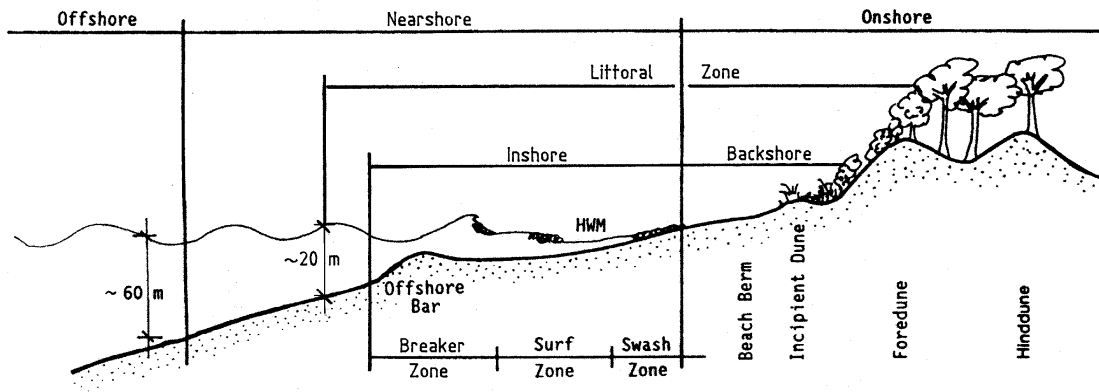 Offshore
Nearshore
Onshore
Littoral Zone
Inshore
Backshore
HWM
~20 m
~ 60 m
Offshore
Bar
Beach Berm
Incipient Dune
Foredune
Hinddune
Breaker
Zone
Surf
Zone
Swash
Zone